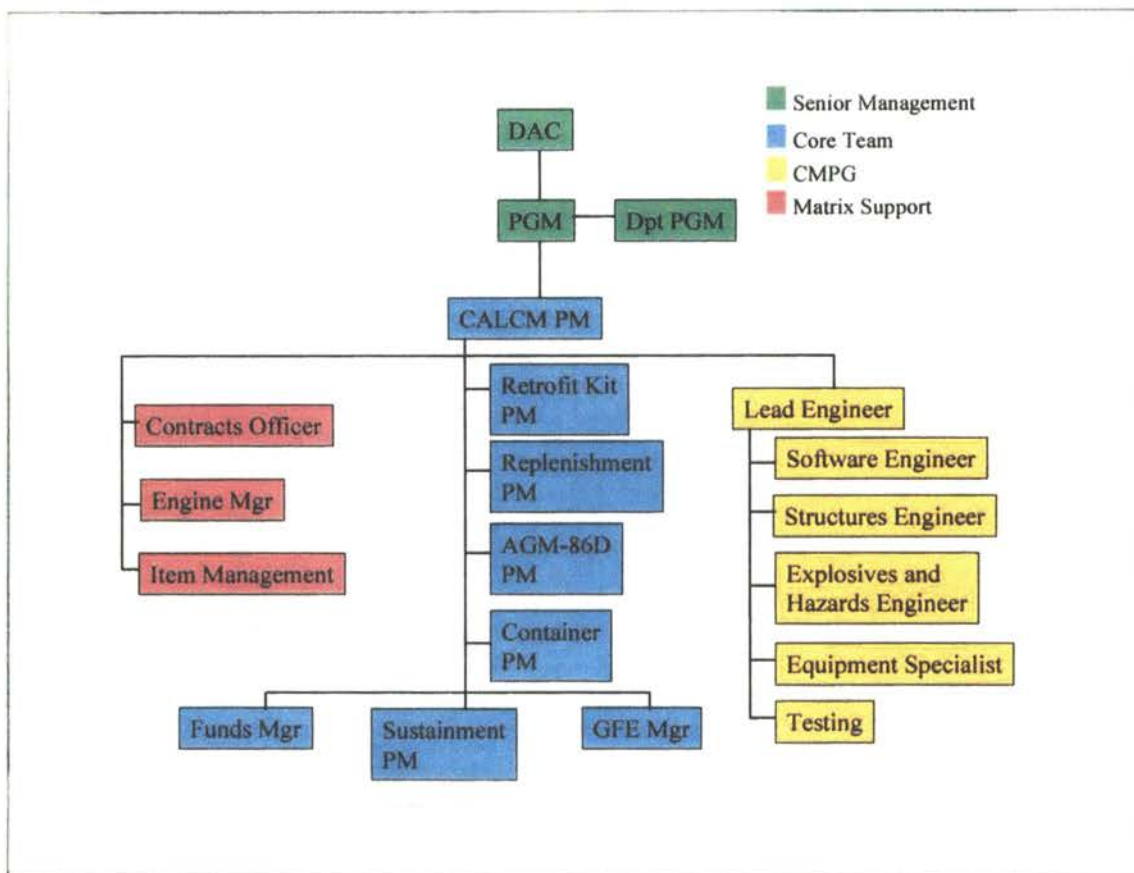 Senior Management
Core Team
CMPG
Matrix Support
DAC
PGM
Dpt PGM
CALCM PM
Contracts Officer
Engine Mgr
Item Management
Retrofit Kit
PM
Replenishment
PM
AGM-86D
PM
Container
PM
Funds Mgr
Sustainment
PM
GFE Mgr
Lead Engineer
Software Engineer
Structures Engineer
Explosives and
Hazards Engineer
Equipment Specialist
Testing